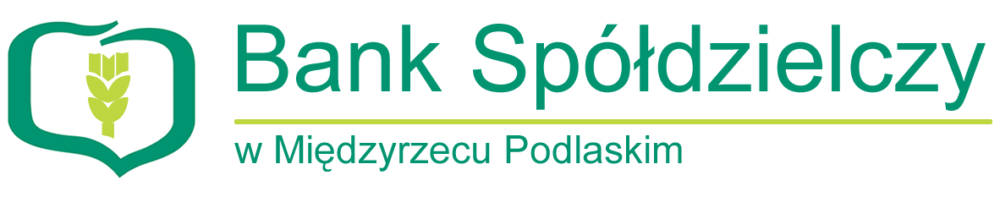 Bank Spółdzielczy
w Międzyrzecu Podlaskim